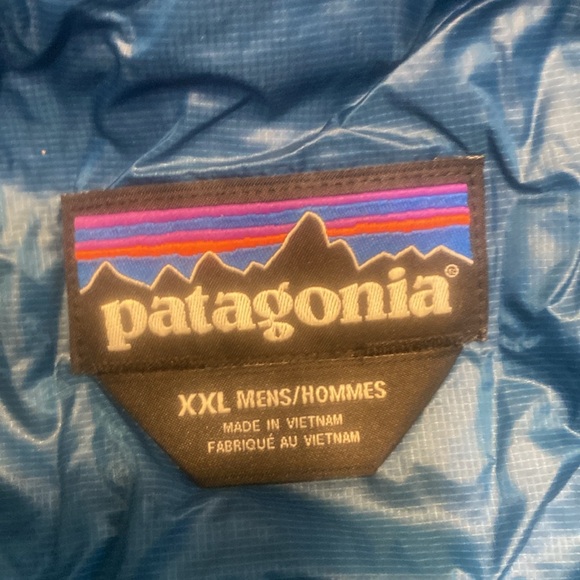 patagonia®
XXL MENS/HOMMES
MADE IN VIETNAM
FABRIQUÉ AU VIETNAM